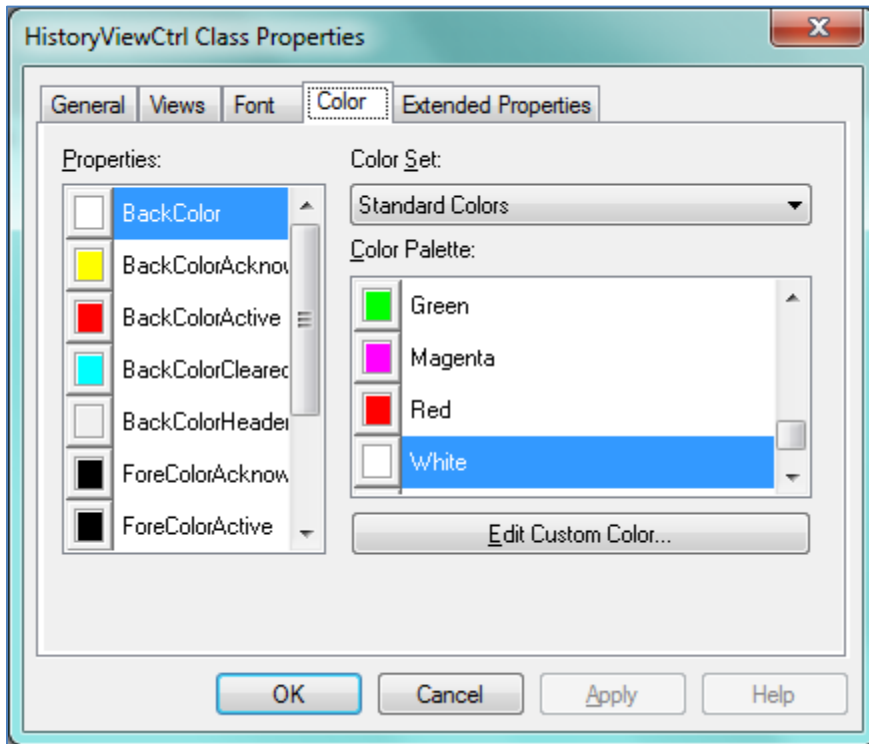 HistoryViewCtrl Class Properties
General Views Font Color Extended Properties
Properties:
BackColor
BackColorAcknow
BackColorActive
BackColorCleared
BackColorHeader
ForeColorAcknow
ForeColorActive
Color Set:
Standard Colors
Color Palette:
Green
Magenta
Red
White
Edit Custom Color...
OK Cancel Apply Help